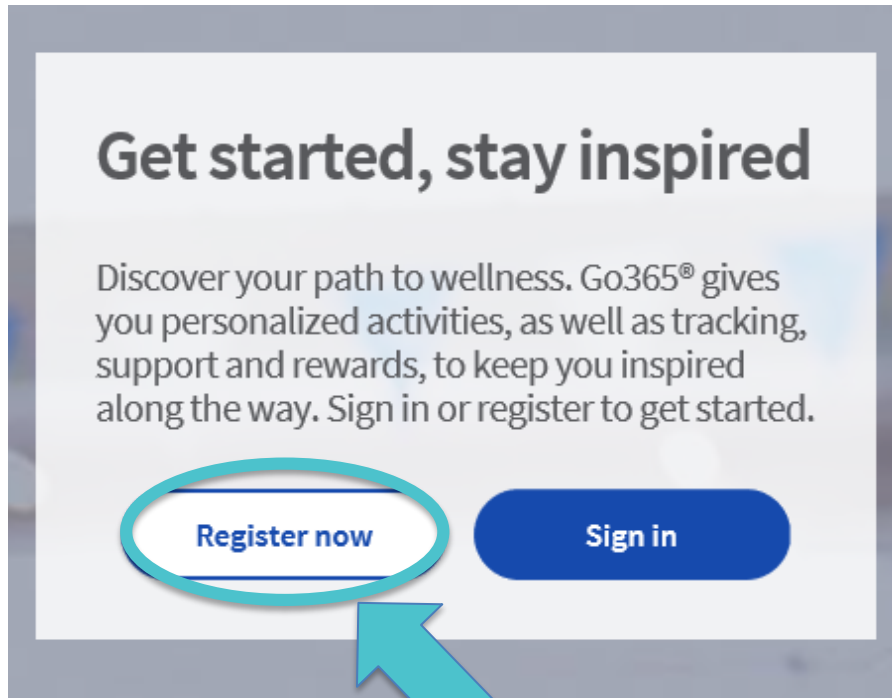 Get started, stay inspired
Discover your path to wellness. Go365® gives
you personalized activities, as well as tracking,
support and rewards, to keep you inspired
along the way. Sign in or register to get started.
Register now
Sign in